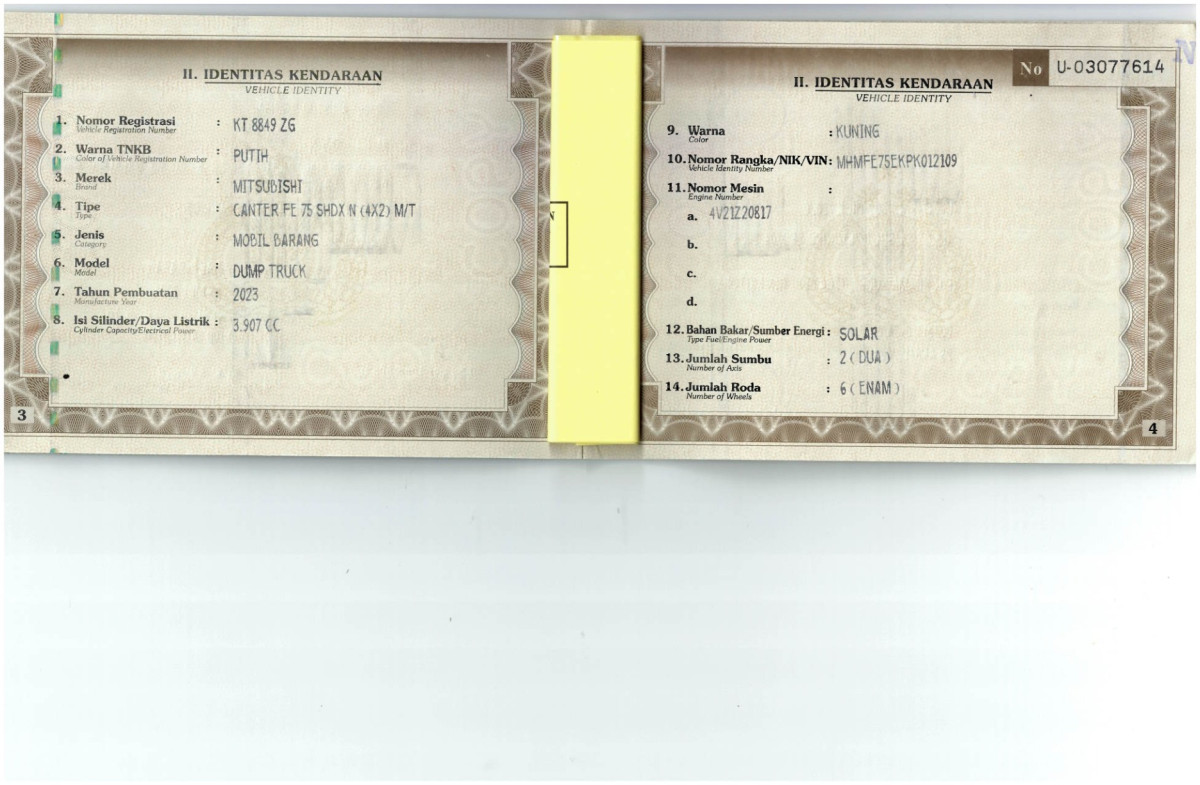 II. IDENTITAS KENDARAAN
VEHICLE IDENTITY
1. Nomor Registrasi : KT 8849 ZG
Vehicle Registration Number
2. Warna TNKB : PUTIH
Color of Vehicle Registration Number
3. Merek : MITSUBISHI
Brand
4. Tipe : CANTER FE 75 SHDX N (4X2) M/T
Type
5. Jenis : MOBIL BARANG
Category
6. Model : DUMP TRUCK
Model
7. Tahun Pembuatan : 2023
Manufacture Year
8. Isi Silinder/Daya Listrik : 3.907 CC
Cylinder Capacity/Electrical Power
3
No U-03077614
II. IDENTITAS KENDARAAN
VEHICLE IDENTITY
9. Warna : KUNING
Color
10. Nomor Rangka/NIK/VIN : MHMFE75EKPK012109
Vehicle Identity Number
11. Nomor Mesin :
Engine Number
a. 4V21Z20817
b.
c.
d.
12. Bahan Bakar/Sumber Energi : SOLAR
Type Fuel/Engine Power
13. Jumlah Sumbu : 2 ( DUA )
Number of Axis
14. Jumlah Roda : 6 ( ENAM )
Number of Wheels
4